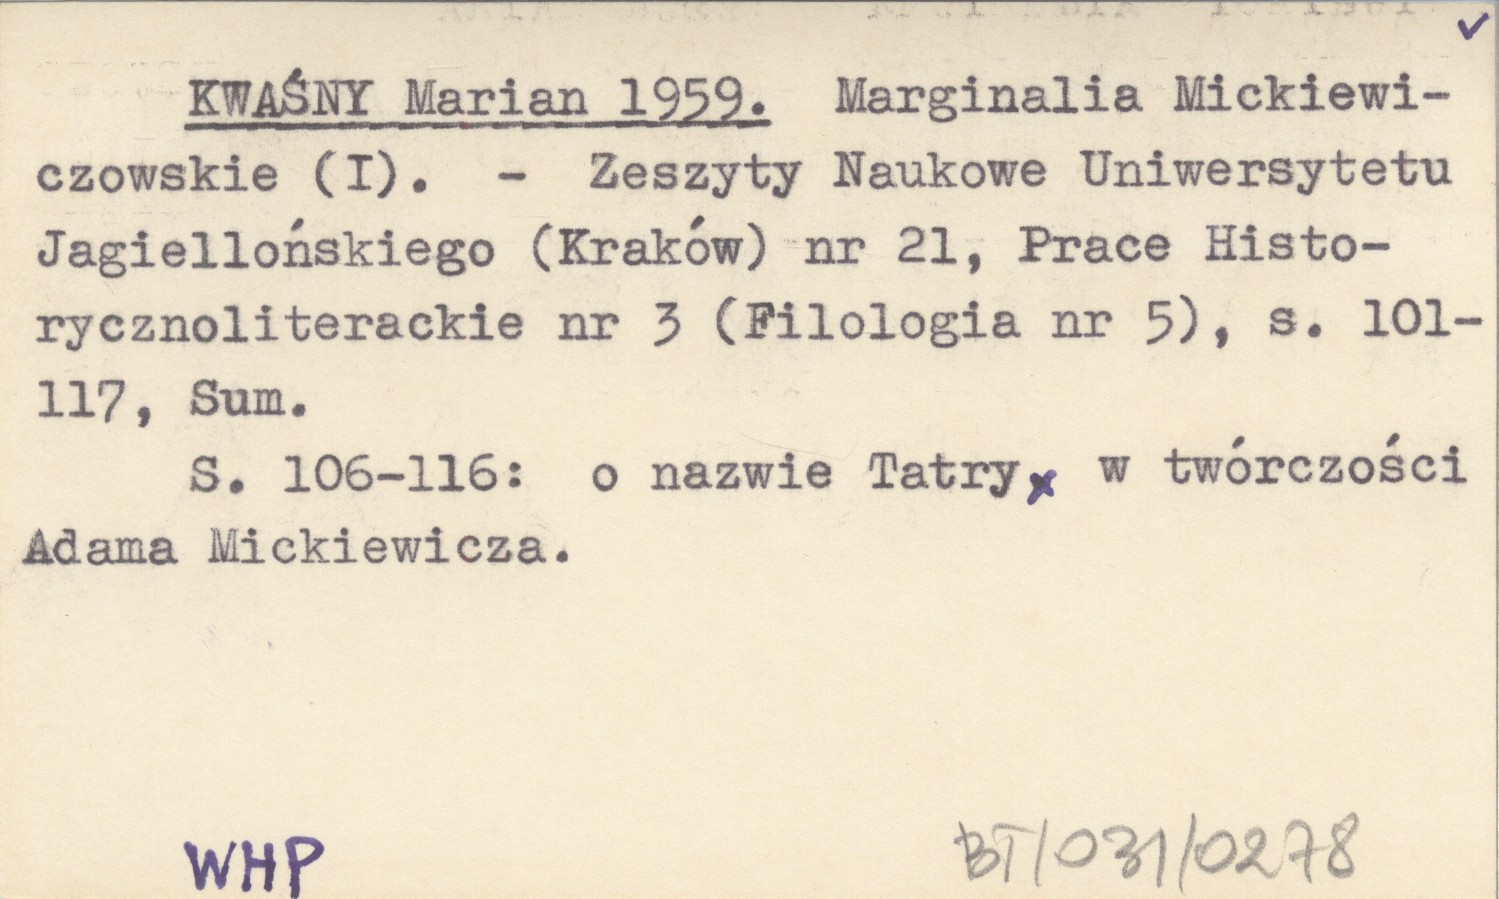 KWAŚNY Marian 1959. Marginalia Mickiewi-
czowskie (I). - Zeszyty Naukowe Uniwersytetu
Jagiellońskiego (Kraków) nr 21, Prace Histo-
rycznoliterackie nr 3 (Filologia nr 5), s. 101-
117, Sum.
S. 106-116: o nazwie Tatry w twórczości
Adama Mickiewicza.
WHP BT/031/0278